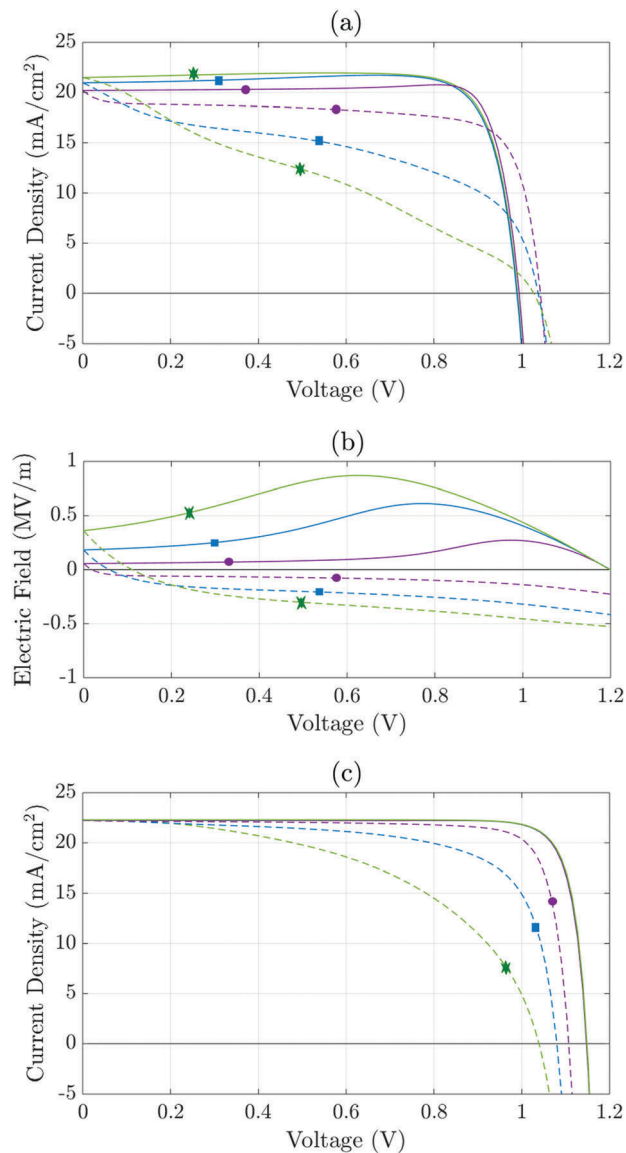 (a)
Current Density (mA/cm²)
25
20
15
10
5
0
-5
0 0.2 0.4 0.6 0.8 1 1.2
Voltage (V)
(b)
Electric Field (MV/m)
1
0.5
0
-0.5
-1
0 0.2 0.4 0.6 0.8 1 1.2
Voltage (V)
(c)
Current Density (mA/cm²)
25
20
15
10
5
0
-5
0 0.2 0.4 0.6 0.8 1 1.2
Voltage (V)